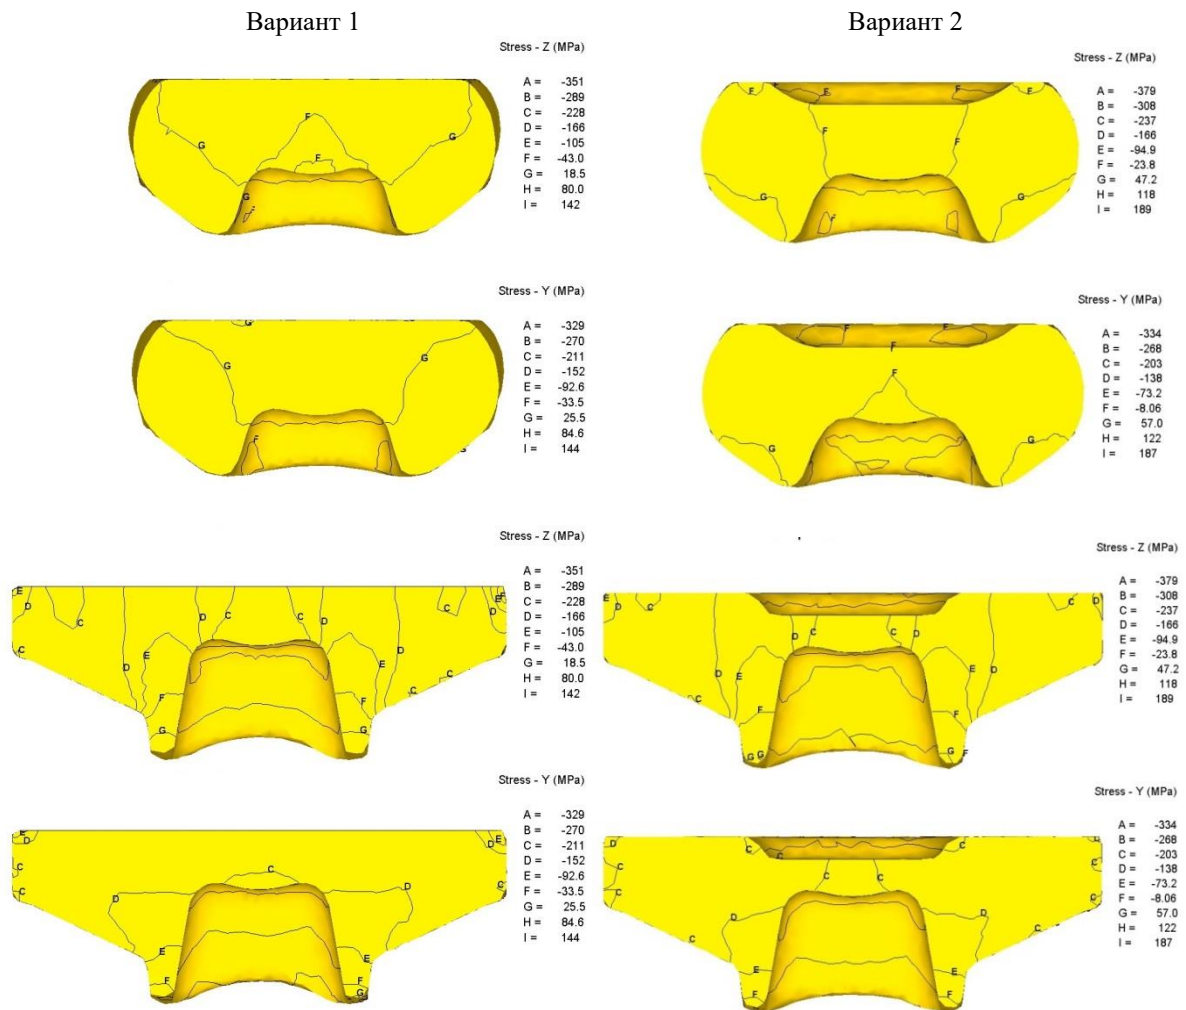 Вариант 1
Вариант 2
Stress - Z (MPa)
A = -351
B = -289
C = -228
D = -166
E = -105
F = -43.0
G = 18.5
H = 80.0
I = 142
F
G
G
F
G
F
Stress - Z (MPa)
A = -379
B = -308
C = -237
D = -166
E = -94.9
F = -23.8
G = 47.2
H = 118
I = 189
F
F
F
F
F
F
G
G
F
Stress - Y (MPa)
A = -329
B = -270
C = -211
D = -152
E = -92.6
F = -33.5
G = 25.5
H = 84.6
I = 144
G
G
G
F
G
Stress - Y (MPa)
A = -334
B = -268
C = -203
D = -138
E = -73.2
F = -8.06
G = 57.0
H = 122
I = 187
F
F
F
F
G
G
Stress - Z (MPa)
A = -351
B = -289
C = -228
D = -166
E = -105
F = -43.0
G = 18.5
H = 80.0
I = 142
E
D
C
D
C
C
D
C
D
E
C
D
E
E
D
C
C
F
F
G
G
Stress - Z (MPa)
A = -379
B = -308
C = -237
D = -166
E = -94.9
F = -23.8
G = 47.2
H = 118
I = 189
E
D
C
C
D
D
C
C
D
D
E
E
D
C
F
F
G
G
G
F
Stress - Y (MPa)
A = -329
B = -270
C = -211
D = -152
E = -92.6
F = -33.5
G = 25.5
H = 84.6
I = 144
E
D
E
D
C
C
C
C
C
D
D
E
E
F
F
G
Stress - Y (MPa)
A = -334
B = -268
C = -203
D = -138
E = -73.2
F = -8.06
G = 57.0
H = 122
I = 187
D
C
C
C
D
C
C
C
C
C
C
D
D
C
C
E
E
F
F